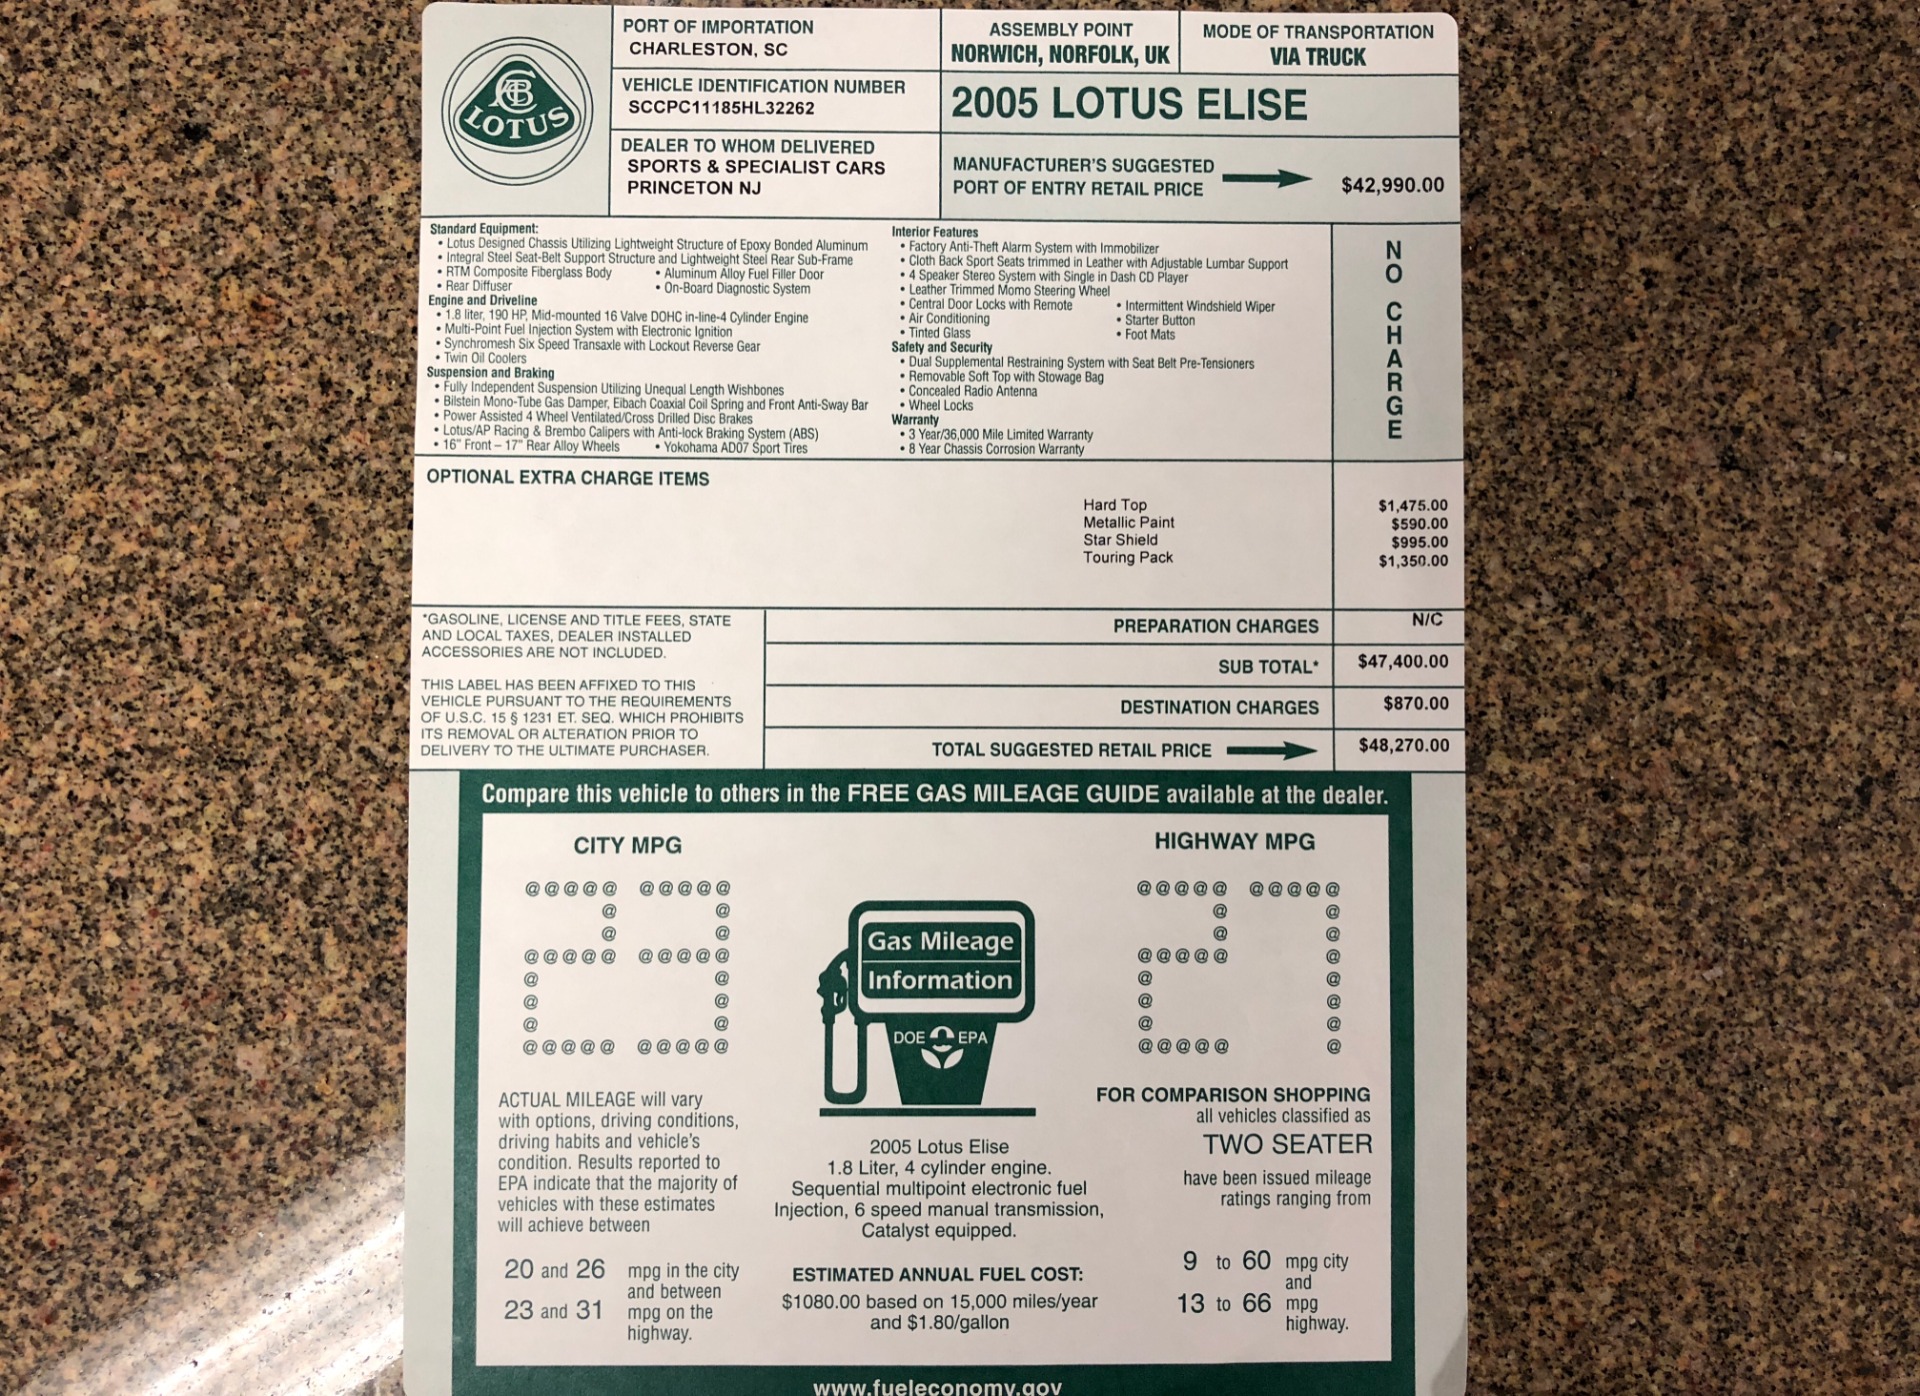 LOTUS
PORT OF IMPORTATION
CHARLESTON, SC
ASSEMBLY POINT
NORWICH, NORFOLK, UK
MODE OF TRANSPORTATION
VIA TRUCK
VEHICLE IDENTIFICATION NUMBER
SCCPC11185HL32262
2005 LOTUS ELISE
DEALER TO WHOM DELIVERED
SPORTS & SPECIALIST CARS
PRINCETON NJ
MANUFACTURER'S SUGGESTED
PORT OF ENTRY RETAIL PRICE
$42,990.00
Standard Equipment:
• Lotus Designed Chassis Utilizing Lightweight Structure of Epoxy Bonded Aluminum
• Integral Steel Seat-Belt Support Structure and Lightweight Steel Rear Sub-Frame
• RTM Composite Fiberglass Body • Aluminum Alloy Fuel Filler Door
• Rear Diffuser • On-Board Diagnostic System
Engine and Driveline
• 1.8 liter, 190 HP, Mid-mounted 16 Valve DOHC in-line-4 Cylinder Engine
• Multi-Point Fuel Injection System with Electronic Ignition
• Synchromesh Six Speed Transaxle with Lockout Reverse Gear
• Twin Oil Coolers
Suspension and Braking
• Fully Independent Suspension Utilizing Unequal Length Wishbones
• Bilstein Mono-Tube Gas Damper, Eibach Coaxial Coil Spring and Front Anti-Sway Bar
• Power Assisted 4 Wheel Ventilated/Cross Drilled Disc Brakes
• Lotus/AP Racing & Brembo Calipers with Anti-lock Braking System (ABS)
• 16" Front – 17" Rear Alloy Wheels • Yokohama AD07 Sport Tires
Interior Features
• Factory Anti-Theft Alarm System with Immobilizer
• Cloth Back Sport Seats trimmed in Leather with Adjustable Lumbar Support
• 4 Speaker Stereo System with Single in Dash CD Player
• Leather Trimmed Momo Steering Wheel
• Central Door Locks with Remote • Intermittent Windshield Wiper
• Air Conditioning • Starter Button
• Tinted Glass • Foot Mats
Safety and Security
• Dual Supplemental Restraining System with Seat Belt Pre-Tensioners
• Removable Soft Top with Stowage Bag
• Concealed Radio Antenna
• Wheel Locks
Warranty
• 3 Year/36,000 Mile Limited Warranty
• 8 Year Chassis Corrosion Warranty
NO CHARGE
OPTIONAL EXTRA CHARGE ITEMS
Hard Top $1,475.00
Metallic Paint $590.00
Star Shield $995.00
Touring Pack $1,350.00
*GASOLINE, LICENSE AND TITLE FEES, STATE
AND LOCAL TAXES, DEALER INSTALLED
ACCESSORIES ARE NOT INCLUDED.
THIS LABEL HAS BEEN AFFIXED TO THIS
VEHICLE PURSUANT TO THE REQUIREMENTS
OF U.S.C. 15 § 1231 ET. SEQ. WHICH PROHIBITS
ITS REMOVAL OR ALTERATION PRIOR TO
DELIVERY TO THE ULTIMATE PURCHASER.
PREPARATION CHARGES N/C
SUB TOTAL* $47,400.00
DESTINATION CHARGES $870.00
TOTAL SUGGESTED RETAIL PRICE $48,270.00
Compare this vehicle to others in the FREE GAS MILEAGE GUIDE available at the dealer.
CITY MPG
23
ACTUAL MILEAGE will vary
with options, driving conditions,
driving habits and vehicle's
condition. Results reported to
EPA indicate that the majority of
vehicles with these estimates
will achieve between
20 and 26 mpg in the city
and between
23 and 31 mpg on the
highway.
Gas Mileage
Information
DOE EPA
2005 Lotus Elise
1.8 Liter, 4 cylinder engine.
Sequential multipoint electronic fuel
Injection, 6 speed manual transmission,
Catalyst equipped.
ESTIMATED ANNUAL FUEL COST:
$1080.00 based on 15,000 miles/year
and $1.80/gallon
HIGHWAY MPG
27
FOR COMPARISON SHOPPING
all vehicles classified as
TWO SEATER
have been issued mileage
ratings ranging from
9 to 60 mpg city
and
13 to 66 mpg
highway.
www.fueleconomy.gov